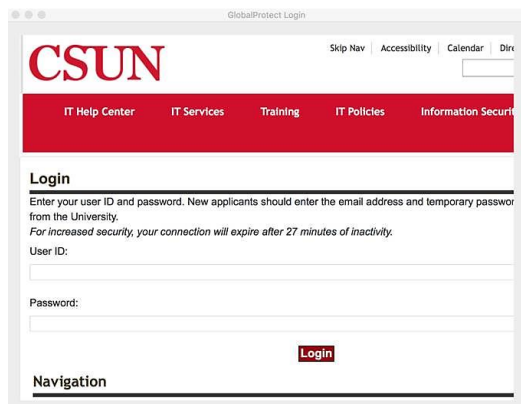 GlobalProtect Login
CSUN
Skip Nav Accessibility Calendar
IT Help Center IT Services Training IT Policies Information
Login
Enter your user ID and password. New applicants should enter the email address and temporary
from the University.
For increased security, your connection will expire after 27 minutes of inactivity.
User ID:
Password:
Login
Navigation